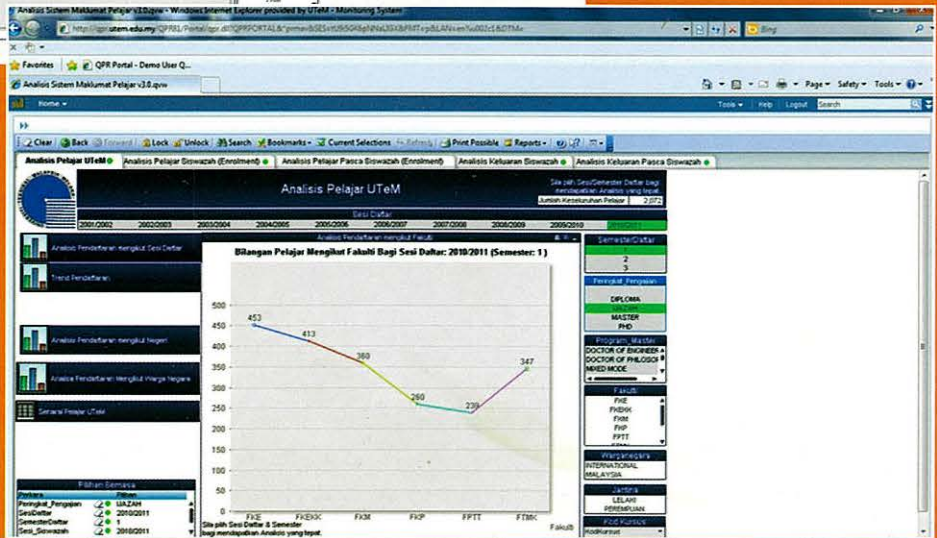 Analisis Sistem Maklumat Pelajar v3.0.qvw - Windows Internet Explorer provided by UTeM - Monitoring System
Bing
Favorites
QPR Portal - Demo User Q...
Analisis Sistem Maklumat Pelajar v3.0.qvw
Page
Safety
Tools
Home
Tools
Help
Logout
Search
Clear
Back
Forward
Lock
Unlock
Search
Bookmarks
Current Selections
Refresh
Print Possible
Reports
Analisis Pelajar UTeM
Analisis Pelajar Siswazah (Enrolment)
Analisis Pelajar Pasca Siswazah (Enrolment)
Analisis Keluaran Siswazah
Analisis Keluaran Pasca Siswazah
Analisis Pelajar UTeM
Sila pilih Sesi/Semester Daftar bagi
mendapatkan Analisis yang tepat.
Jumlah Keseluruhan Pelajar 2,072
Sesi Daftar
2001/2002 2002/2003 2003/2004 2004/2005 2005/2006 2006/2007 2007/2008 2008/2009 2009/2010 2010/2011
Analisis Pendaftaran mengikut Sesi Daftar
Trend Pendaftaran
Analisis Pendaftaran mengikut Negeri
Analisis Pendaftaran Mengikut Warga Negara
Senarai Pelajar UTeM
Analisis Pendaftaran mengikut Fakulti
Bilangan Pelajar Mengikut Fakulti Bagi Sesi Daftar: 2010/2011 (Semester: 1)
500
450
400
350
300
250
200
150
100
50
0
453
413
360
260
239
347
FKE FKEKK FKM FKP FPTT FTMK
Fakulti
Sila pilih Sesi Daftar & Semester
bagi mendapatkan Analisis yang tepat.
SemesterDaftar
1
2
3
Peringkat_Pengajian
DIPLOMA
IJAZAH
MASTER
PHD
Program_Master
DOCTOR OF ENGINEER
DOCTOR OF PHILOSOF
MIXED MODE
Fakulti
FKE
FKEKK
FKM
FKP
FPTT
Warganegara
INTERNATIONAL
MALAYSIA
Jantina
LELAKI
PEREMPUAN
Kod Kursus
KodKursus
Pilihan Semasa
Perkara Pilihan
Peringkat_Pengajian IJAZAH
SesiDaftar 2010/2011
SemesterDaftar 1
Sesi_Siswazah 2010/2011